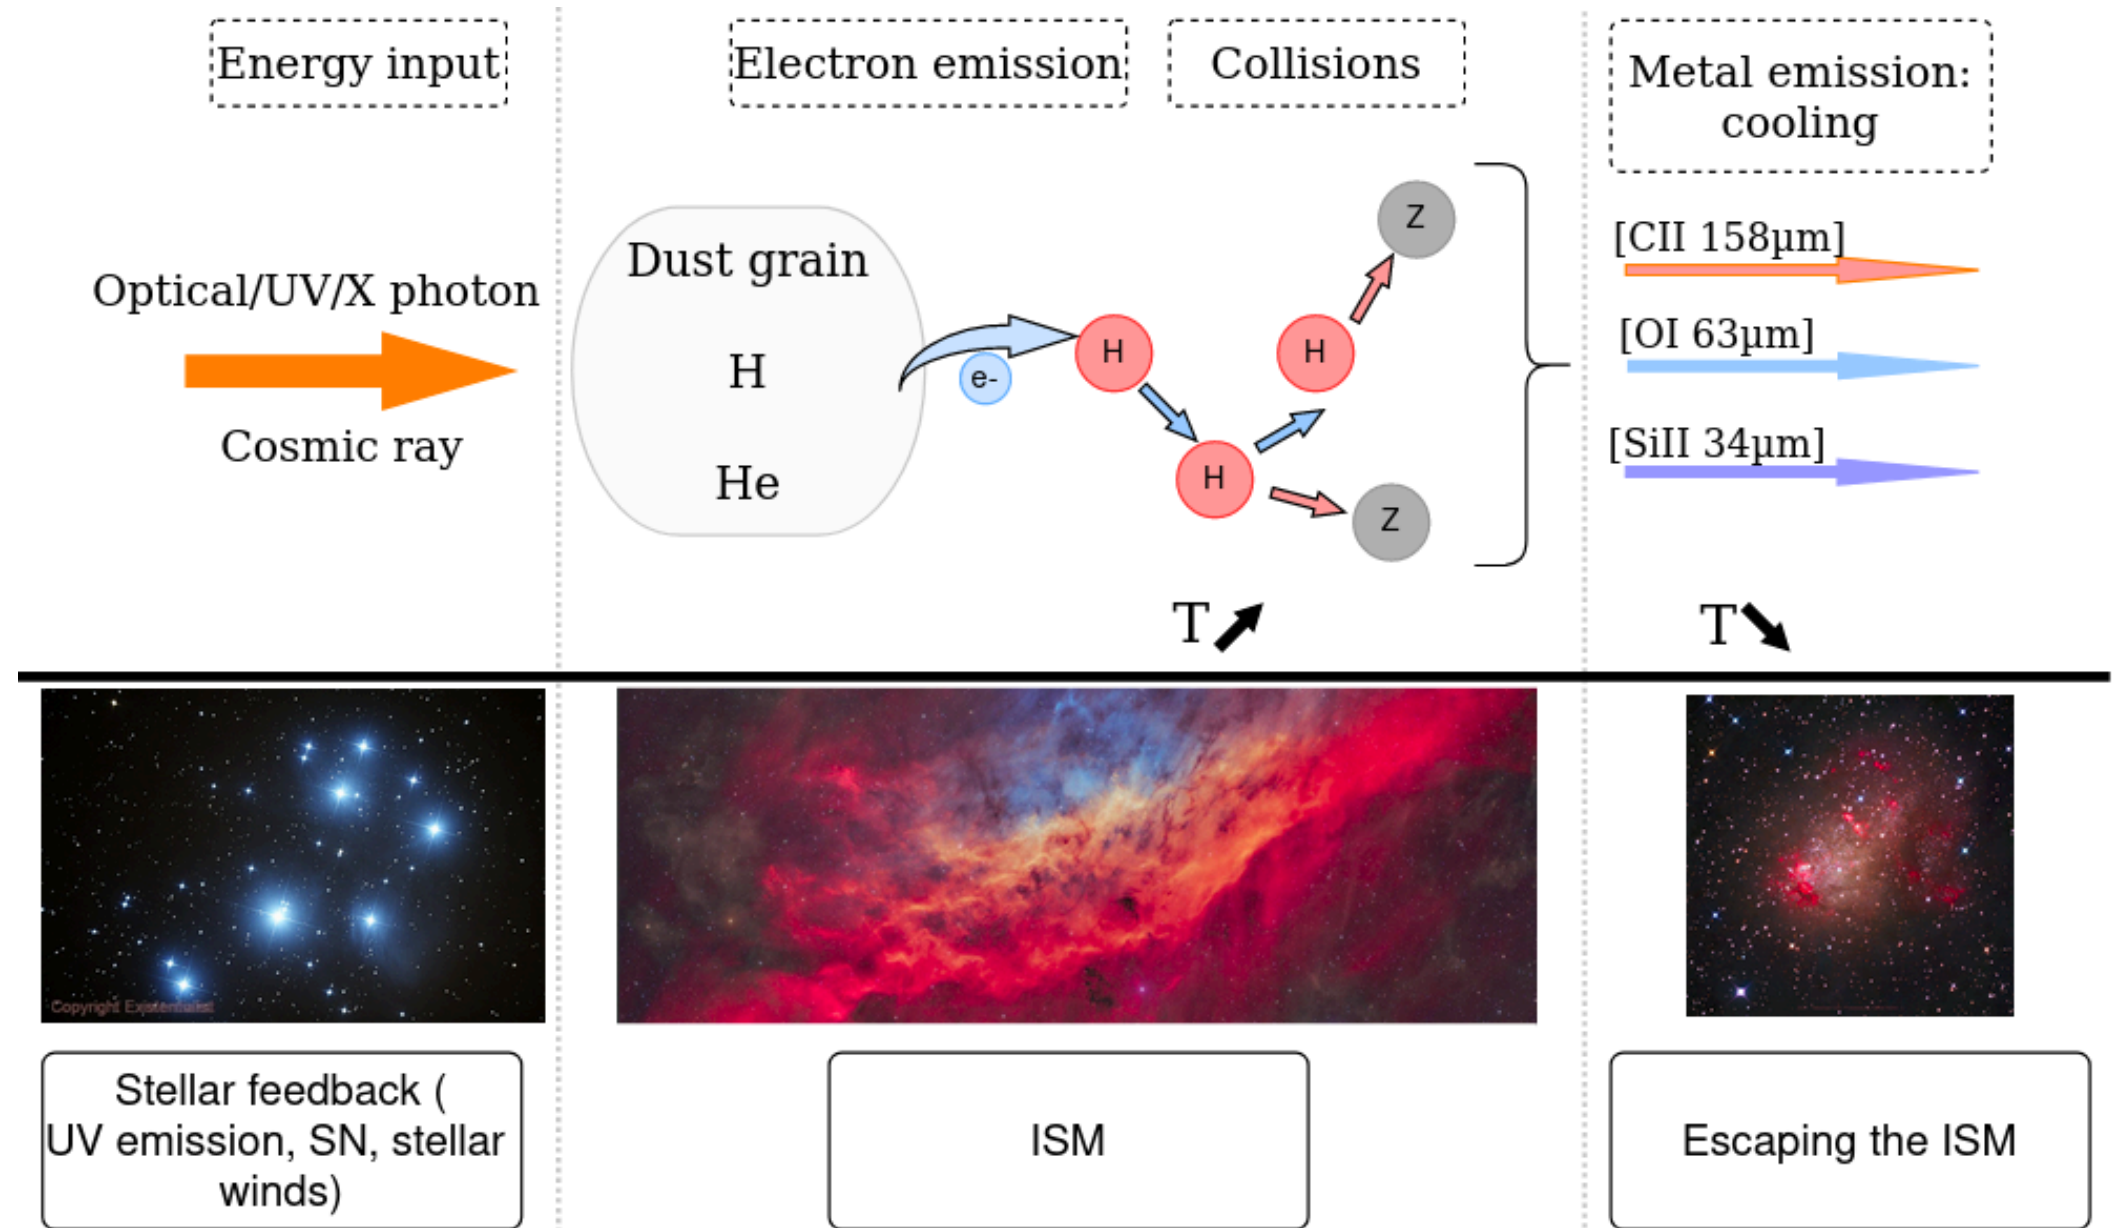 Energy input
Electron emission
Collisions
Metal emission:
cooling
Optical/UV/X photon
Cosmic ray
Dust grain
H
He
e-
H
H
H
Z
Z
[CII 158µm]
[OI 63µm]
[SiII 34µm]
T
T
Copyright Existentialist
Stellar feedback (
UV emission, SN, stellar
winds)
ISM
Escaping the ISM